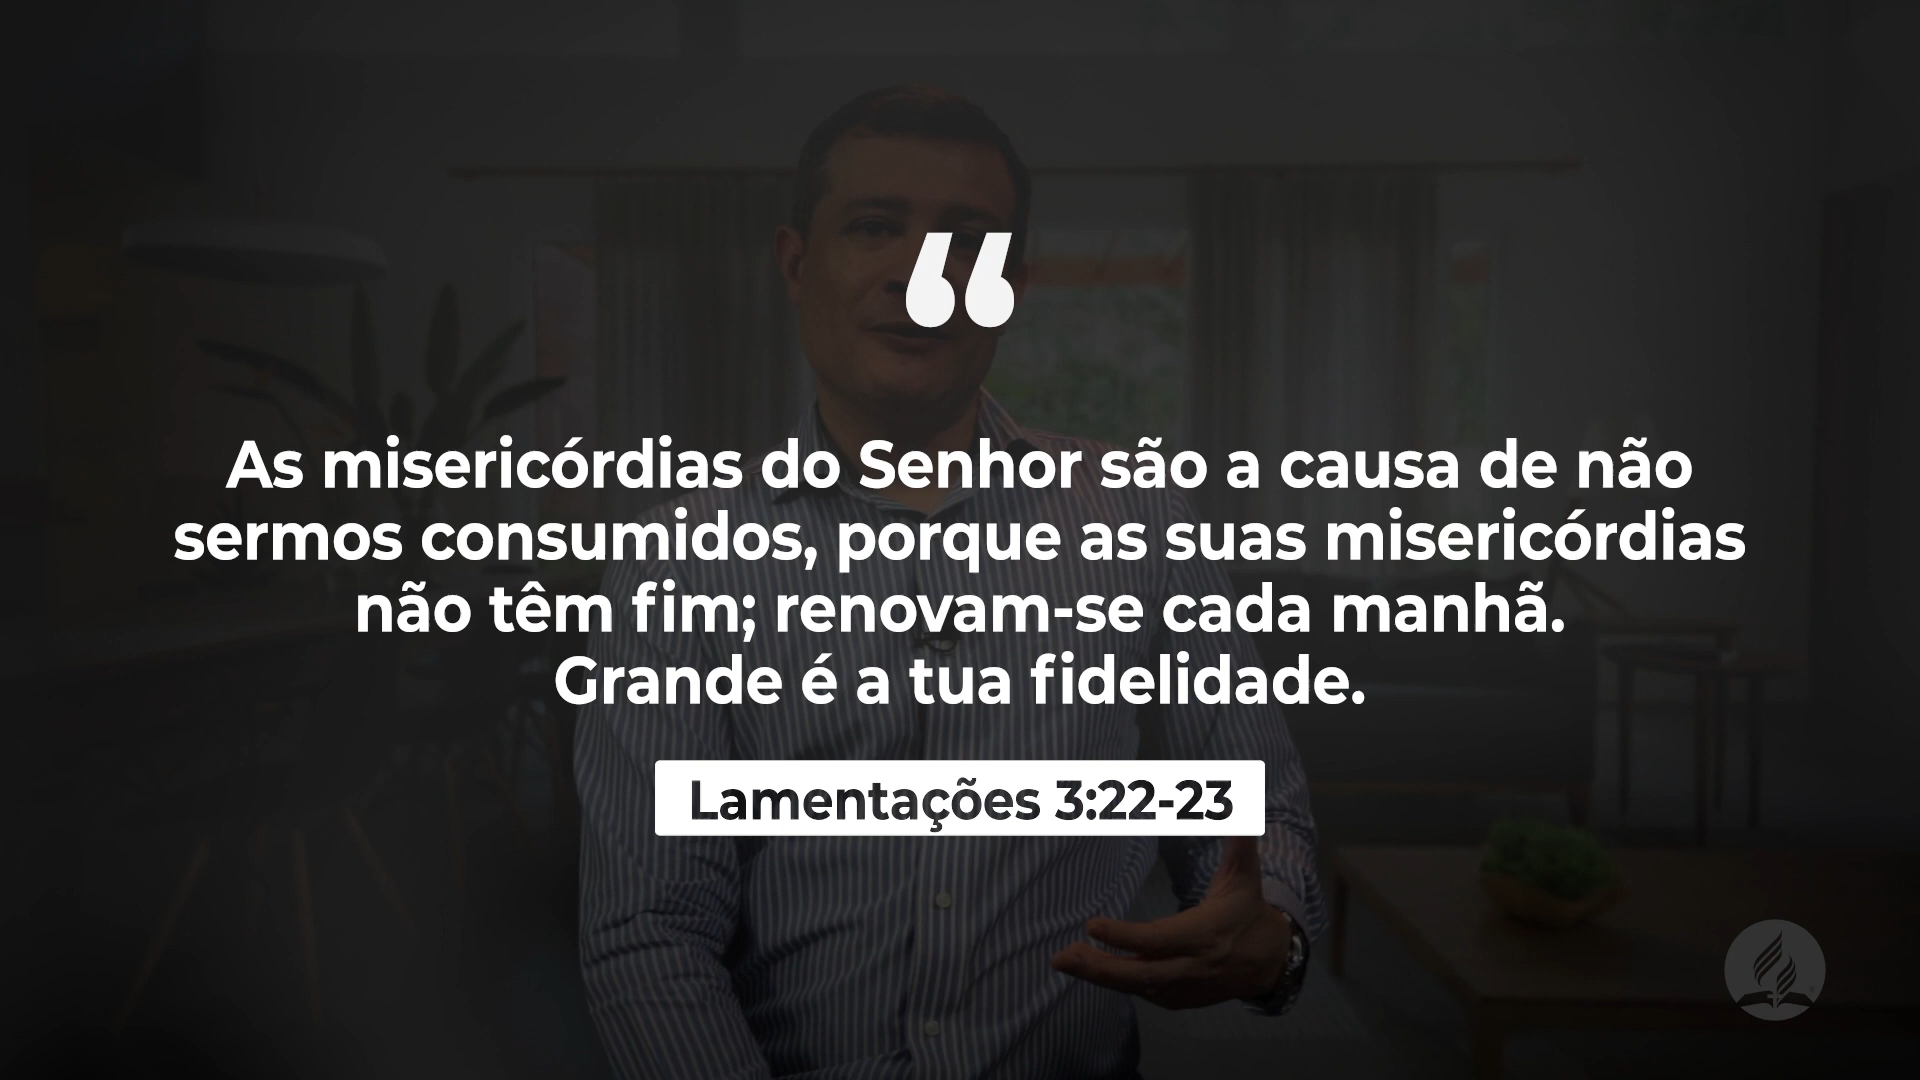 “
As misericórdias do Senhor são a causa de não
sermos consumidos, porque as suas misericórdias
não têm fim; renovam-se cada manhã.
Grande é a tua fidelidade.
Lamentações 3:22-23